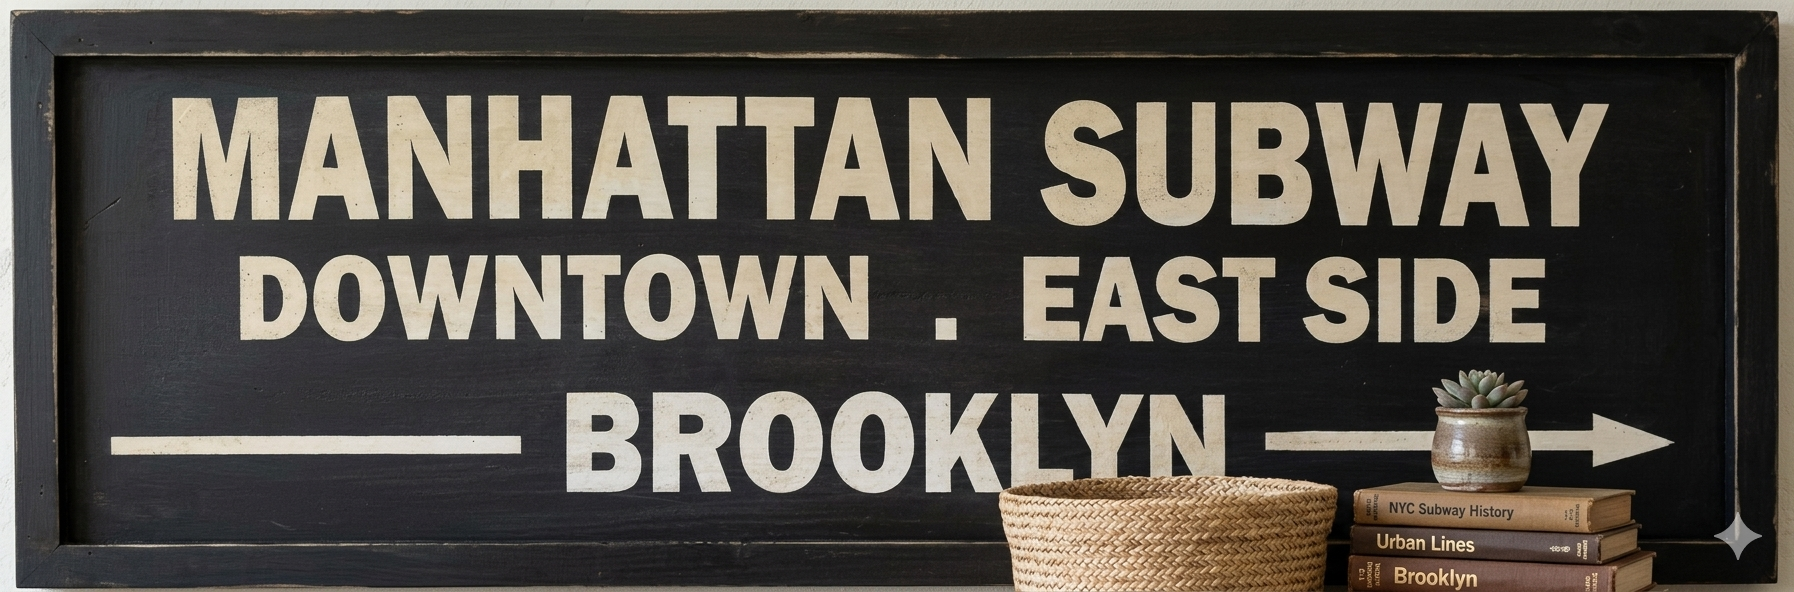 MANHATTAN SUBWAY
DOWNTOWN . EAST SIDE
BROOKLYN
NYC Subway History
Urban Lines
Brooklyn